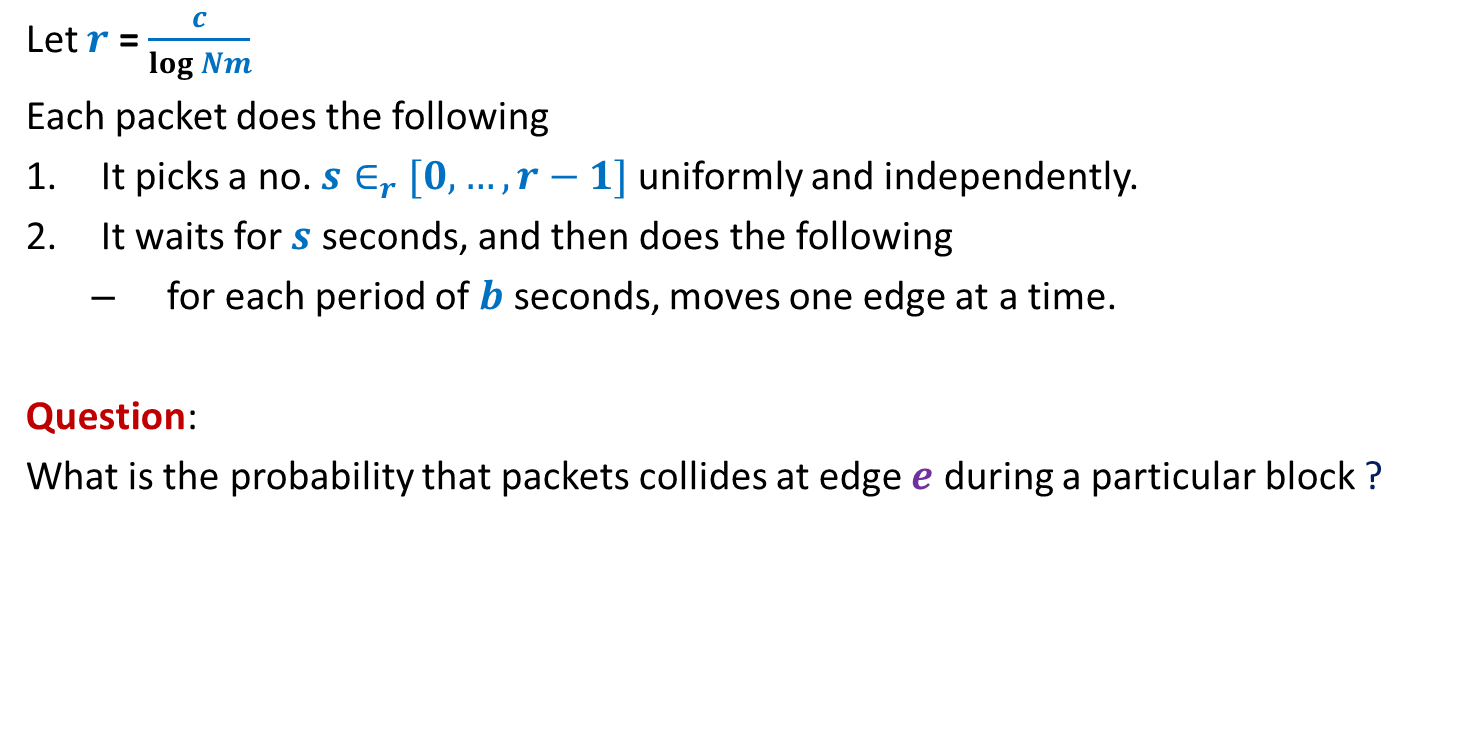 Let r = c / log Nm
Each packet does the following
1. It picks a no. s ∈ᵣ [0, … , r − 1] uniformly and independently.
2. It waits for s seconds, and then does the following
– for each period of b seconds, moves one edge at a time.
Question:
What is the probability that packets collides at edge e during a particular block ?